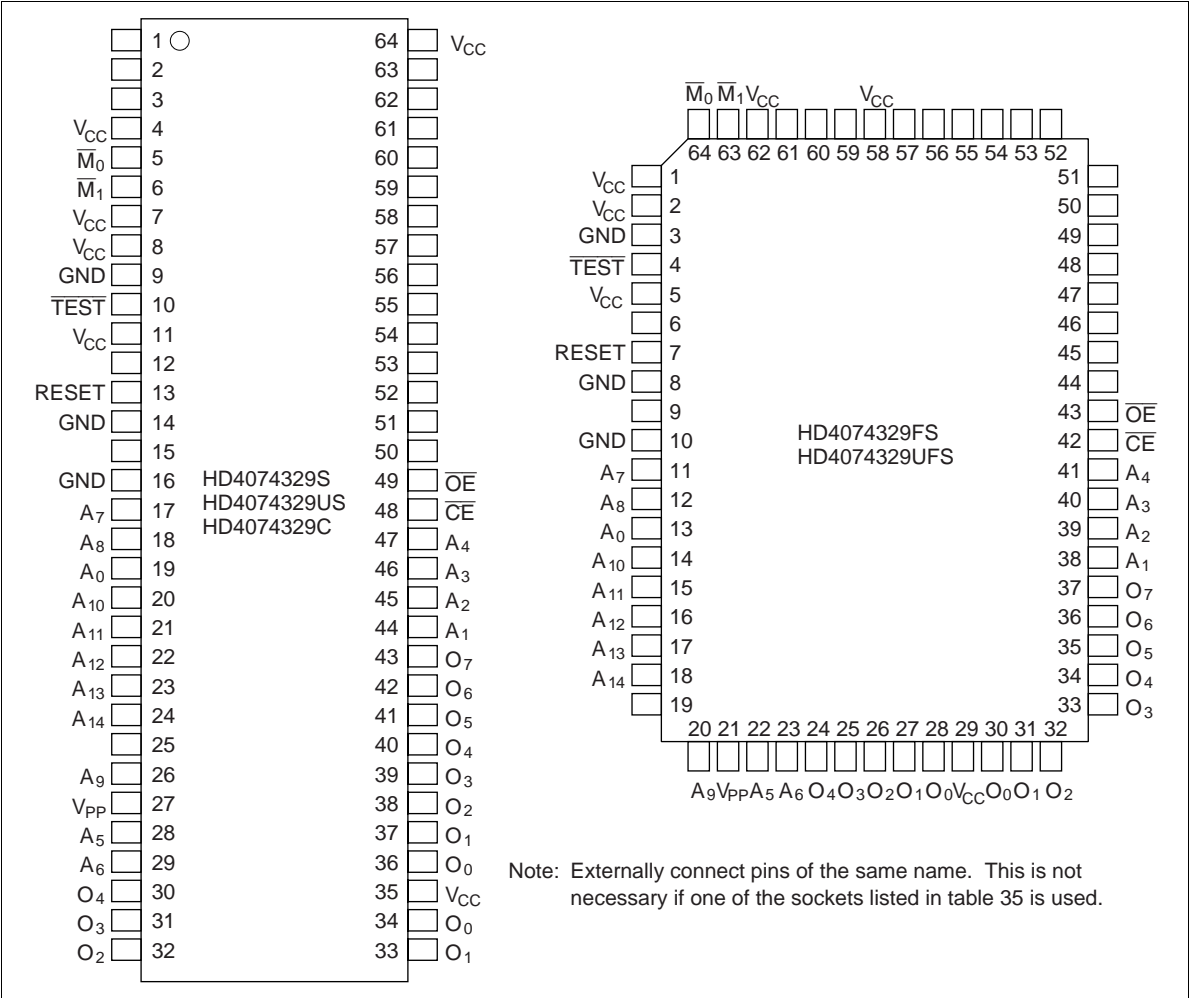 1 64 VCC
2 63
3 62
VCC 4 61
M̅0 5 60
M̅1 6 59
VCC 7 58
VCC 8 57
GND 9 56
T̅E̅S̅T̅ 10 55
VCC 11 54
12 53
RESET 13 52
GND 14 51
15 50
GND 16 49 O̅E̅
A7 17 48 C̅E̅
A8 18 47 A4
A0 19 46 A3
A10 20 45 A2
A11 21 44 A1
A12 22 43 O7
A13 23 42 O6
A14 24 41 O5
25 40 O4
A9 26 39 O3
VPP 27 38 O2
A5 28 37 O1
A6 29 36 O0
O4 30 35 VCC
O3 31 34 O0
O2 32 33 O1
HD4074329S
HD4074329US
HD4074329C
M̅0 M̅1 VCC VCC
64 63 62 61 60 59 58 57 56 55 54 53 52
VCC 1 51
VCC 2 50
GND 3 49
T̅E̅S̅T̅ 4 48
VCC 5 47
6 46
RESET 7 45
GND 8 44
9 43 O̅E̅
GND 10 42 C̅E̅
A7 11 41 A4
A8 12 40 A3
A0 13 39 A2
A10 14 38 A1
A11 15 37 O7
A12 16 36 O6
A13 17 35 O5
A14 18 34 O4
19 33 O3
HD4074329FS
HD4074329UFS
20 21 22 23 24 25 26 27 28 29 30 31 32
A9 VPP A5 A6 O4 O3 O2 O1 O0 VCC O0 O1 O2
Note: Externally connect pins of the same name. This is not
necessary if one of the sockets listed in table 35 is used.